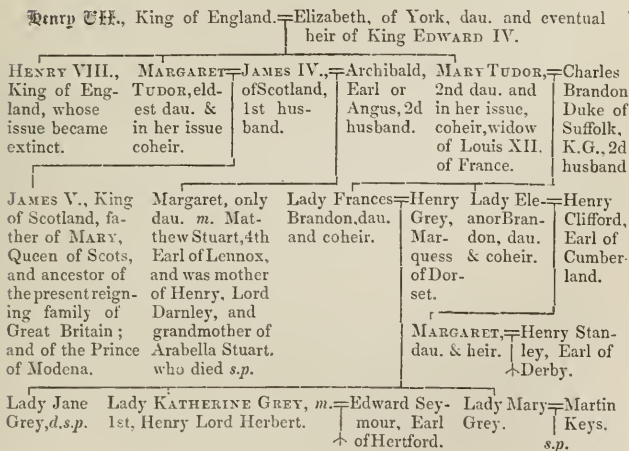 Henry VII., King of England.=Elizabeth, of York, dau. and eventual
heir of King EDWARD IV.
HENRY VIII.,
King of Eng-
land, whose
issue became
extinct.
MARGARET
TUDOR, eld-
est dau. &
in her issue
coheir.
=JAMES IV.,
of Scotland,
1st hus-
band.
=Archibald,
Earl or
Angus, 2d
husband.
MARY TUDOR,
2nd dau. and
in her issue,
coheir, widow
of Louis XII.
of France.
=Charles
Brandon
Duke of
Suffolk,
K.G., 2d
husband
JAMES V., King
of Scotland, fa-
ther of MARY,
Queen of Scots,
and ancestor of
the present reign-
ing family of
Great Britain;
and of the Prince
of Modena.
Margaret, only
dau. m. Mat-
thew Stuart, 4th
Earl of Lennox,
and was mother
of Henry, Lord
Darnley, and
grandmother of
Arabella Stuart.
who died s.p.
Lady Frances
Brandon, dau.
and coheir.
=Henry
Grey,
Mar-
quess
of Dor-
set.
Lady Ele-
anor Bran-
don, dau.
& coheir.
=Henry
Clifford,
Earl of
Cumber-
land.
MARGARET,
dau. & heir.
=Henry Stan-
ley, Earl of
Derby.
Lady Jane
Grey, d.s.p.
Lady KATHERINE GREY, m.
1st, Henry Lord Herbert.
=Edward Sey-
mour, Earl
of Hertford.
Lady Mary
Grey.
=Martin
Keys.
s.p.